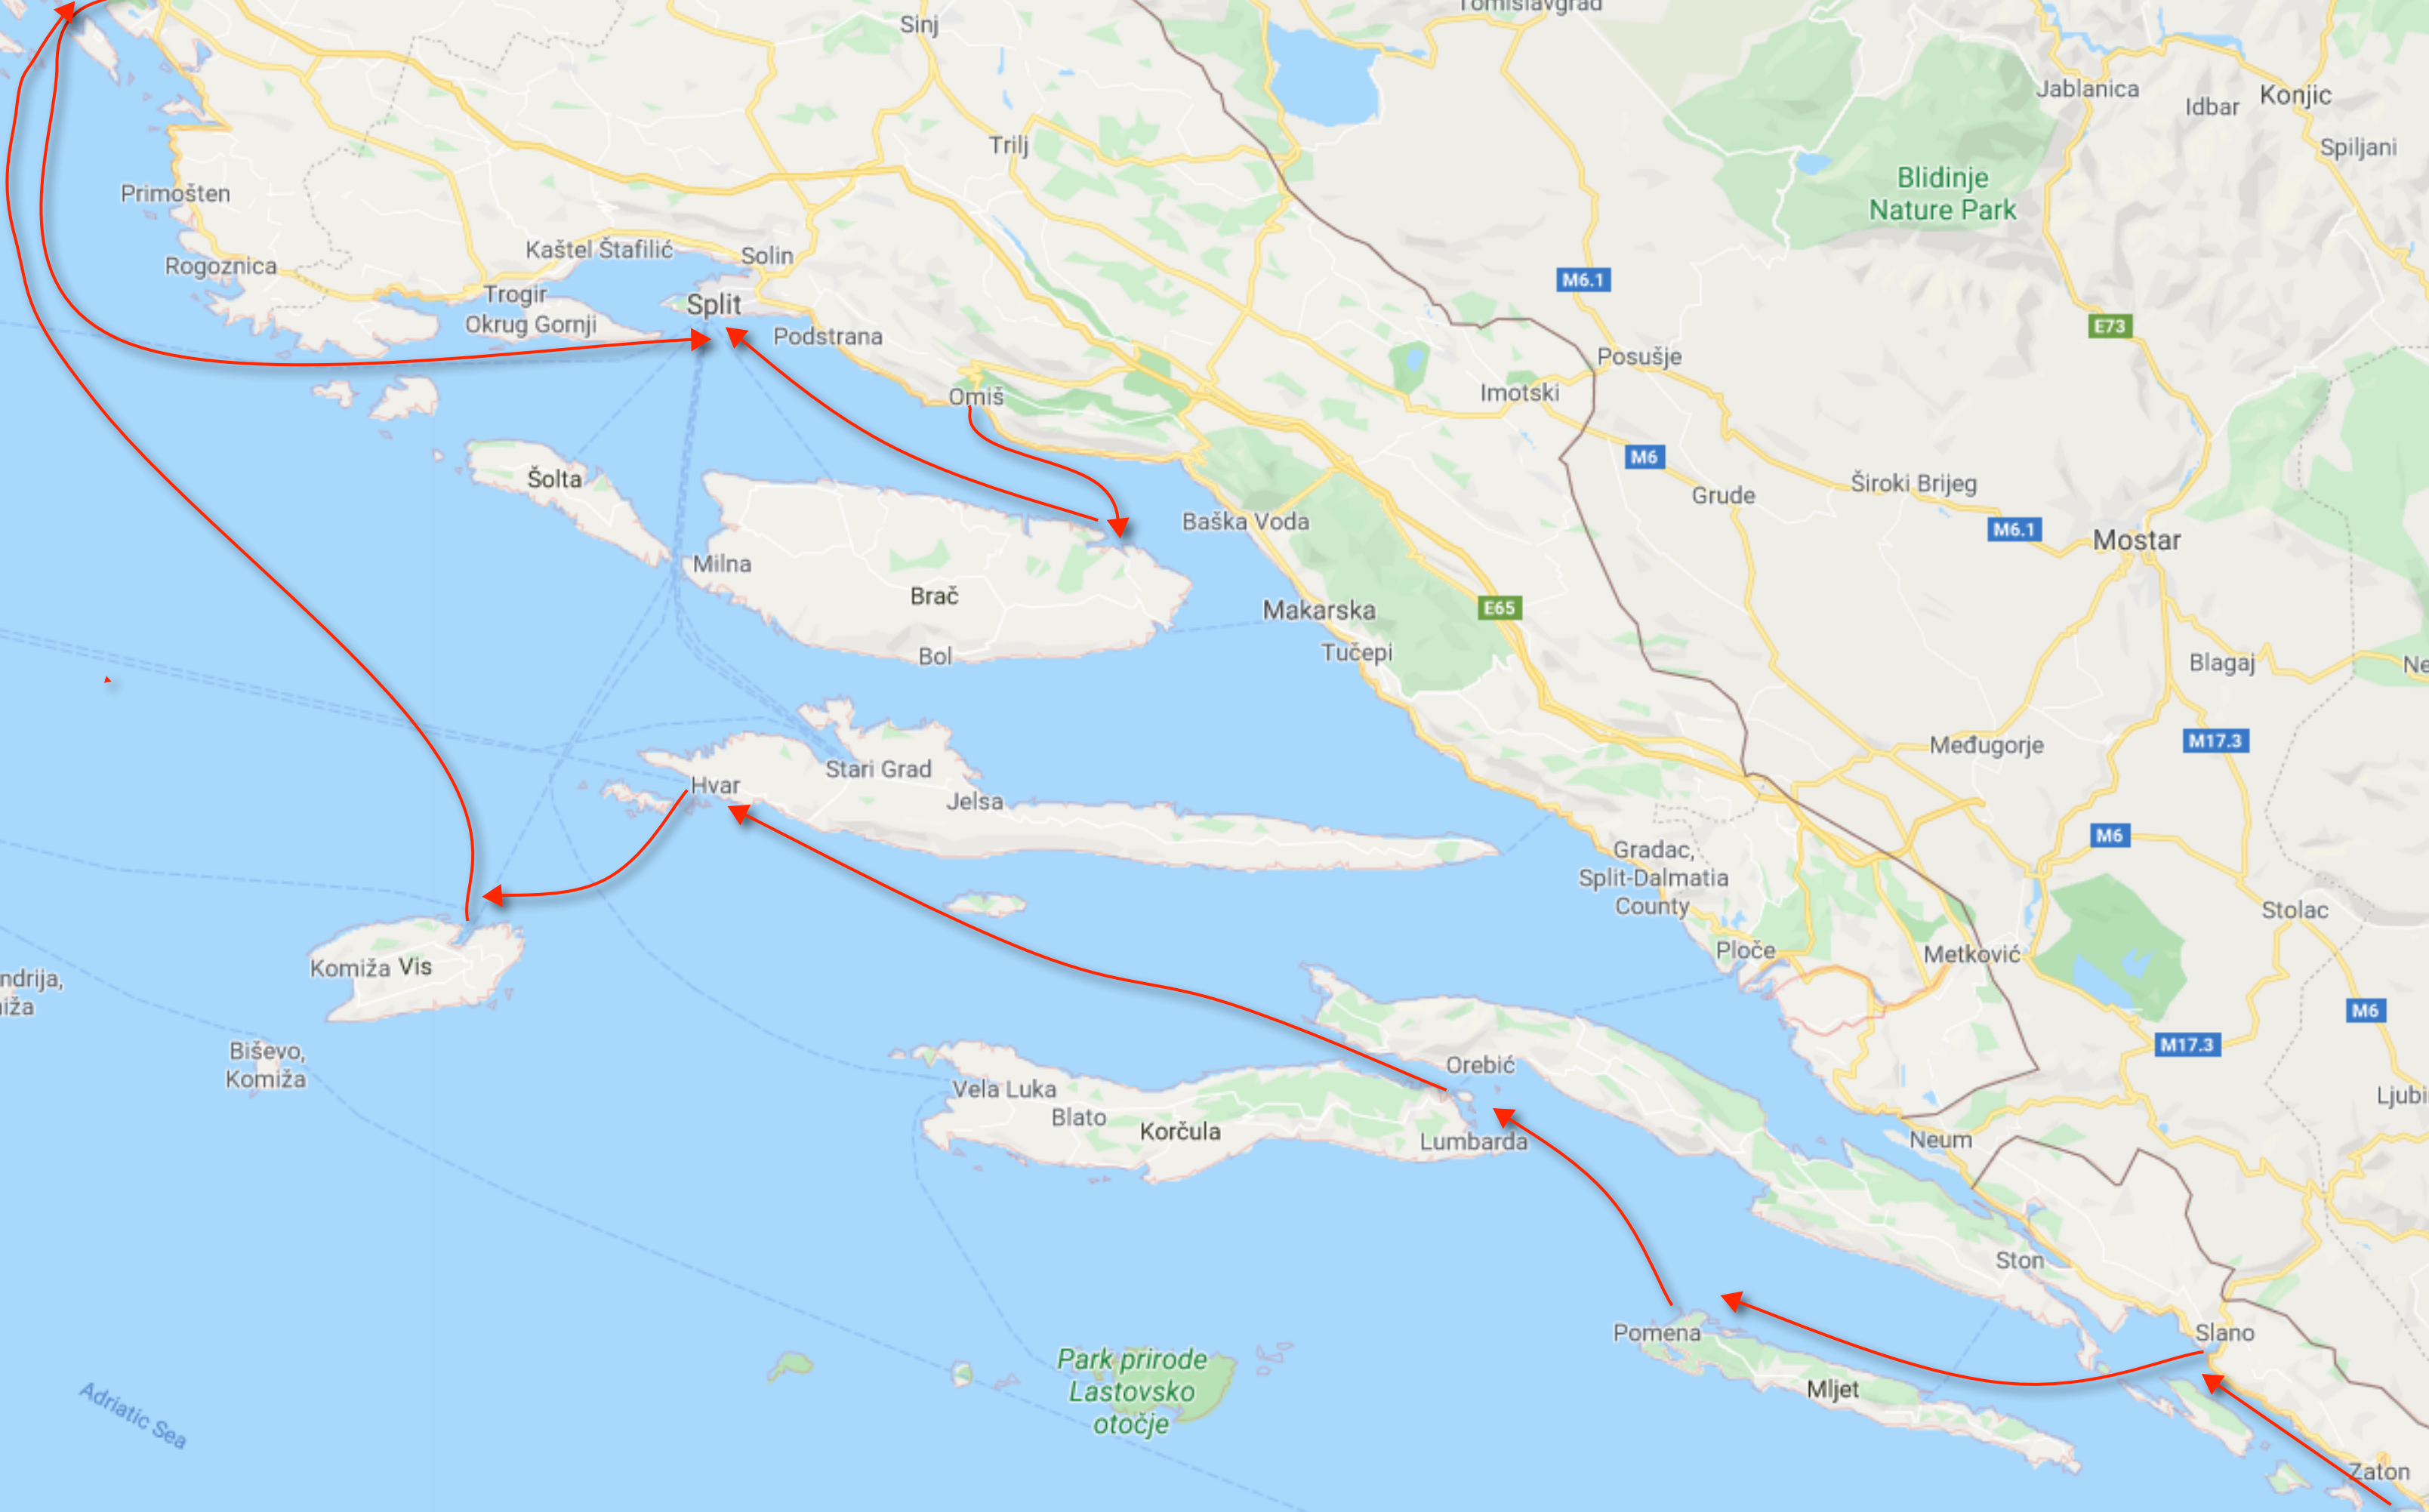 Tomislavgrad
Sinj
Jablanica
Idbar
Konjic
Trilj
Spiljani
Blidinje
Nature Park
Primošten
Kaštel Štafilić
Solin
Rogoznica
M6.1
Trogir
Split
Okrug Gornji
Podstrana
E73
Posušje
Omiš
Imotski
M6
Šolta
Široki Brijeg
Grude
Baška Voda
M6.1
Mostar
Milna
Brač
Makarska
E65
Bol
Tučepi
Blagaj
Ne
Međugorje
M17.3
Stari Grad
Hvar
Jelsa
M6
Gradac,
Split-Dalmatia
County
Stolac
Ploče
Metković
Komiža
Vis
ndrija,
iža
M6
Biševo,
Komiža
M17.3
Orebić
Vela Luka
Ljubi
Blato
Korčula
Lumbarda
Neum
Ston
Pomena
Slano
Park prirode
Lastovsko
otočje
Mljet
Adriatic Sea
Zaton